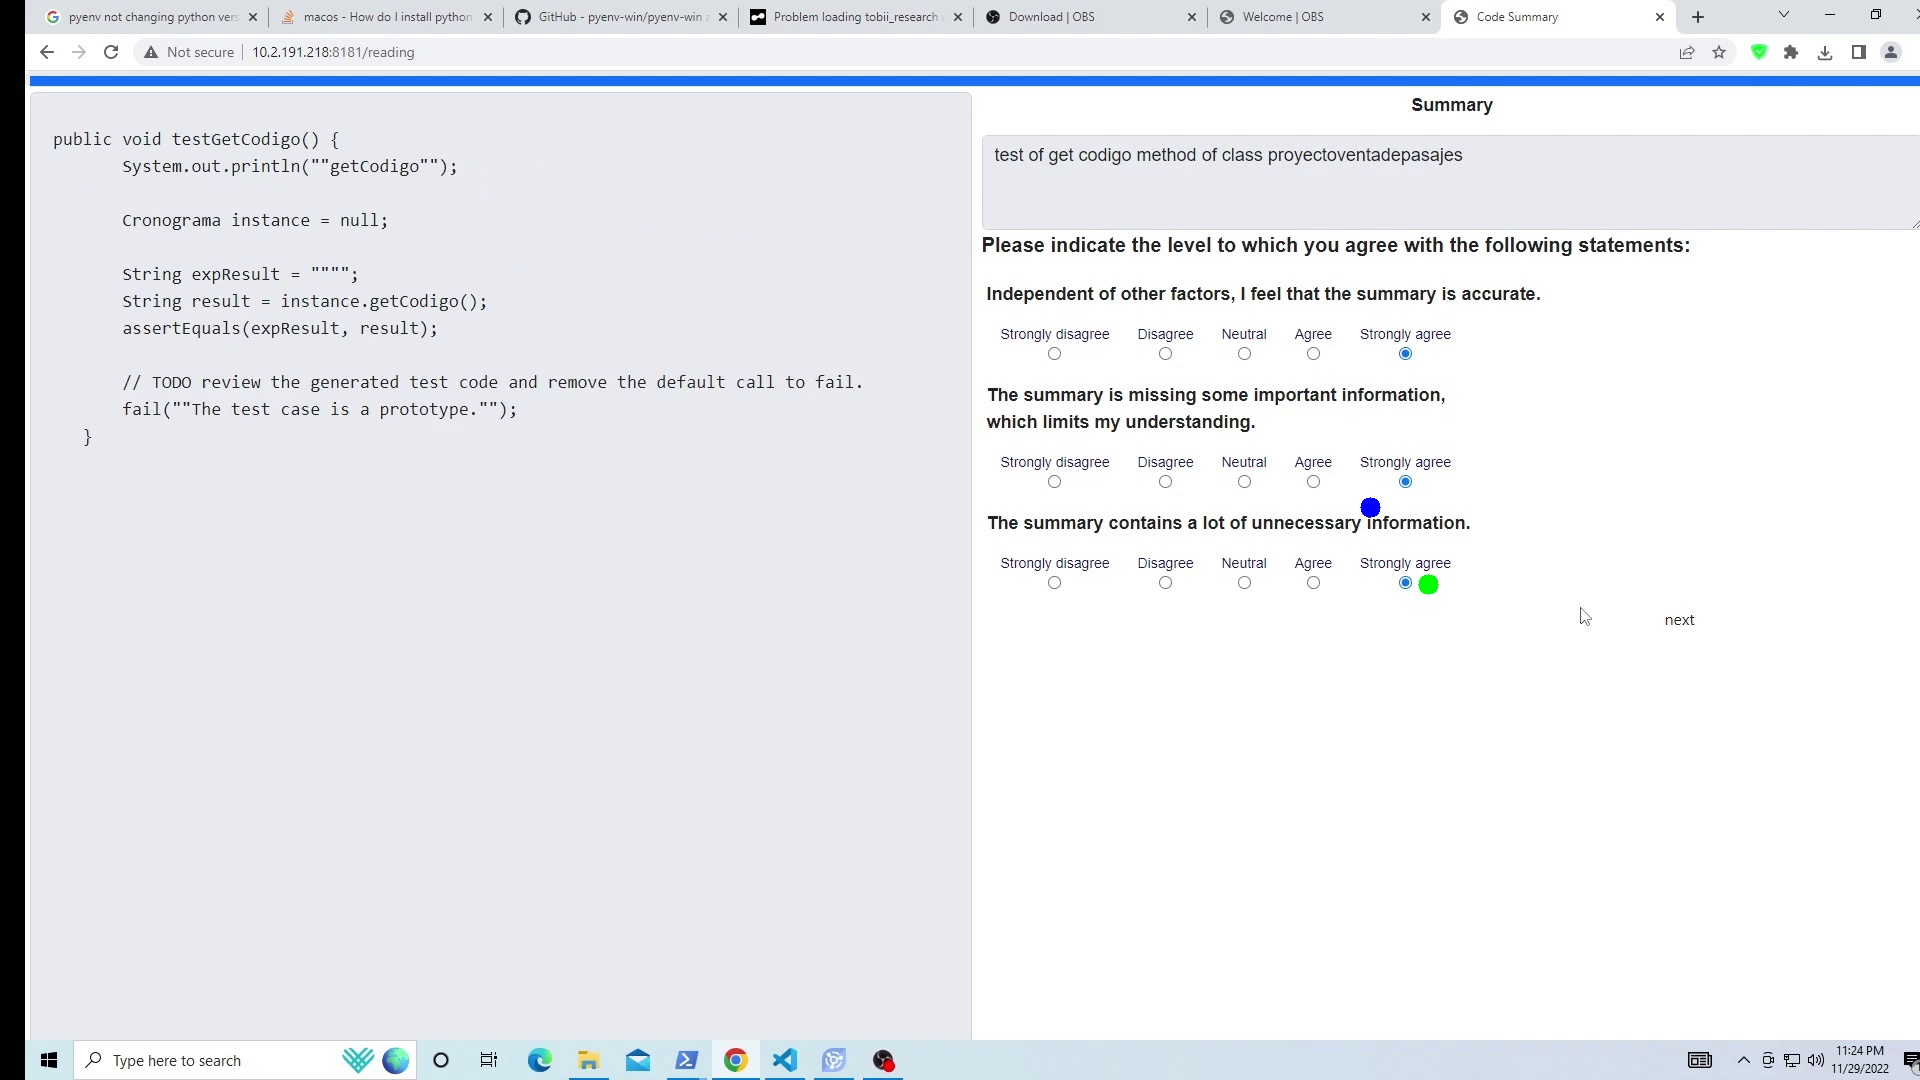 pyenv not changing python vers
macos - How do I install python
GitHub - pyenv-win/pyenv-win
Problem loading tobii_research
Download | OBS
Welcome | OBS
Code Summary
Not secure
10.2.191.218:8181/reading
public void testGetCodigo() {
System.out.println(""getCodigo"");
Cronograma instance = null;
String expResult = """";
String result = instance.getCodigo();
assertEquals(expResult, result);
// TODO review the generated test code and remove the default call to fail.
fail(""The test case is a prototype."");
}
Summary
test of get codigo method of class proyectoventadepasajes
Please indicate the level to which you agree with the following statements:
Independent of other factors, I feel that the summary is accurate.
Strongly disagree Disagree Neutral Agree Strongly agree
The summary is missing some important information,
which limits my understanding.
Strongly disagree Disagree Neutral Agree Strongly agree
The summary contains a lot of unnecessary information.
Strongly disagree Disagree Neutral Agree Strongly agree
next
Type here to search
11:24 PM
11/29/2022